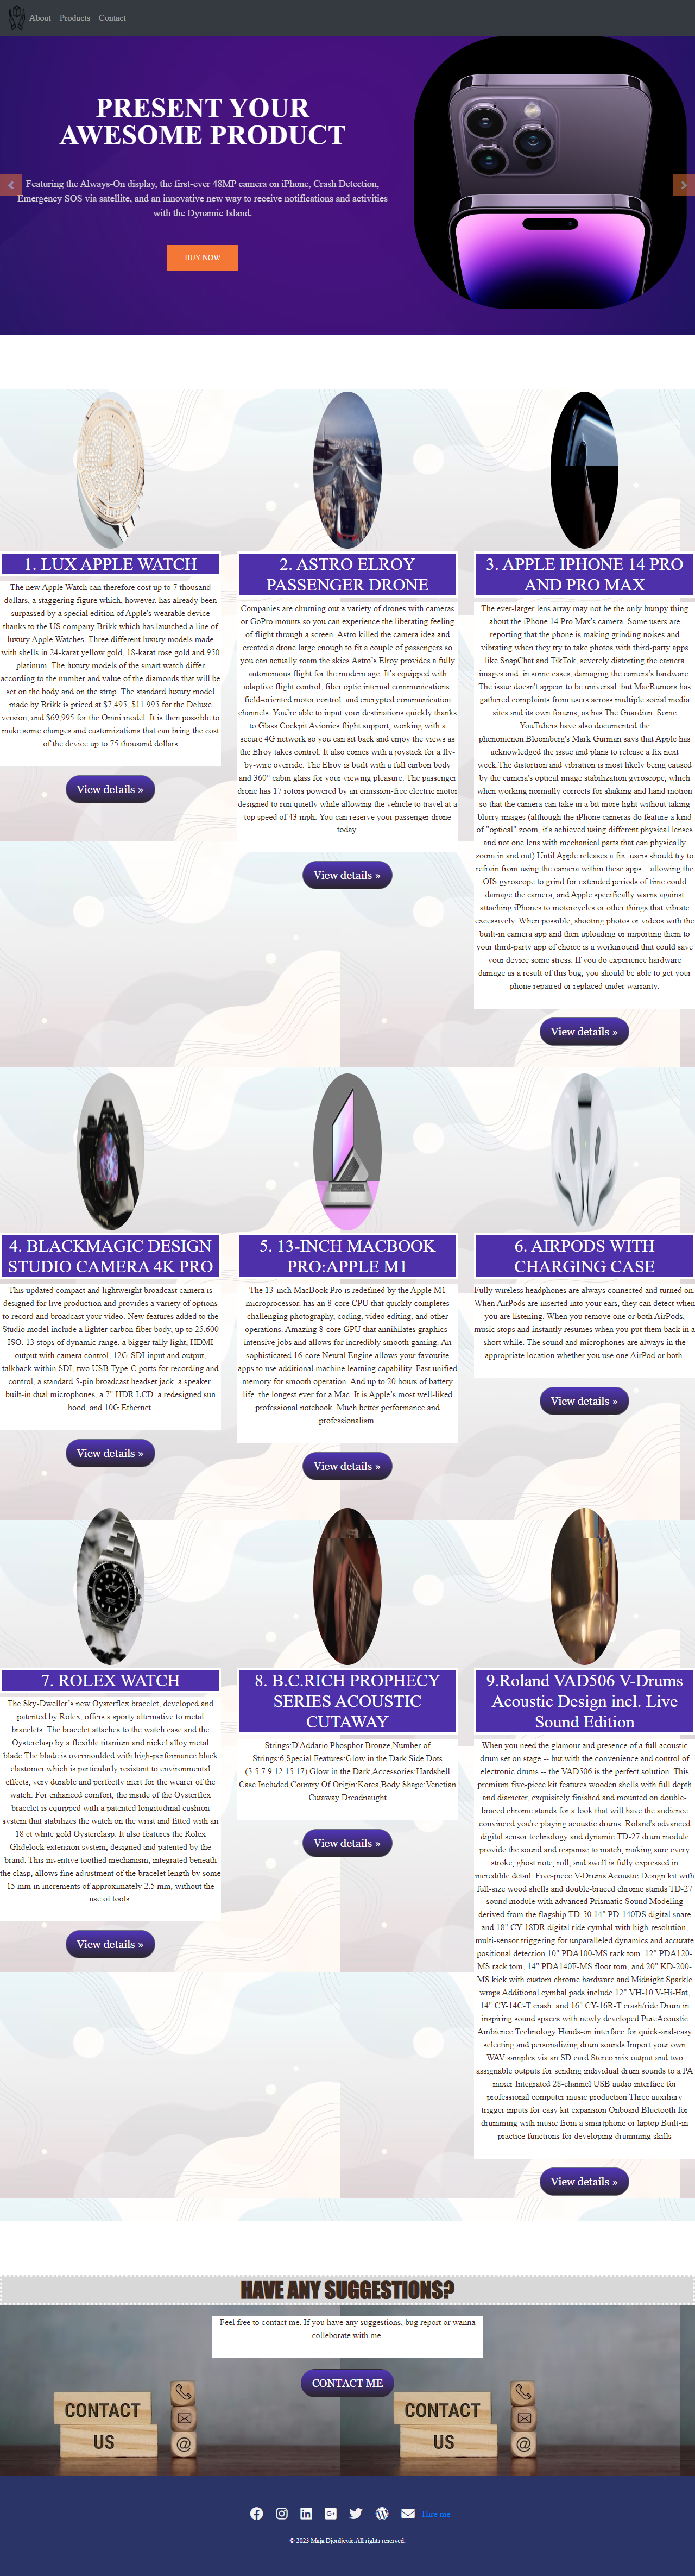 About Products Contact
PRESENT YOUR
AWESOME PRODUCT
Featuring the Always-On display, the first-ever 48MP camera on iPhone, Crash Detection,
Emergency SOS via satellite, and an innovative new way to receive notifications and activities
with the Dynamic Island.
BUY NOW
1. LUX APPLE WATCH
The new Apple Watch can therefore cost up to 7 thousand
dollars, a staggering figure which, however, has already been
surpassed by a special edition of Apple's wearable device
thanks to the US company Brikk which has launched a line of
luxury Apple Watches. Three different luxury models made
with shells in 24-karat yellow gold, 18-karat rose gold and 950
platinum. The luxury models of the smart watch differ
according to the number and value of the diamonds that will be
set on the body and on the strap. The standard luxury model
made by Brikk is priced at $7,495, $11,995 for the Deluxe
version, and $69,995 for the Omni model. It is then possible to
make some changes and customizations that can bring the cost
of the device up to 75 thousand dollars
View details »
2. ASTRO ELROY
PASSENGER DRONE
Companies are churning out a variety of drones with cameras
or GoPro mounts so you can experience the liberating feeling
of flight through a screen. Astro killed the camera idea and
created a drone large enough to fit a couple of passengers so
you can actually roam the skies.Astro's Elroy provides a fully
autonomous flight for the modern age. It's equipped with
adaptive flight control, fiber optic internal communications,
field-oriented motor control, and encrypted communication
channels. You're able to input your destinations quickly thanks
to Glass Cockpit Avionics flight support, working with a
secure 4G network so you can sit back and enjoy the views as
the Elroy takes control. It also comes with a joystick for a fly-
by-wire override. The Elroy is built with a full carbon body
and 360° cabin glass for your viewing pleasure. The passenger
drone has 17 rotors powered by an emission-free electric motor
designed to run quietly while allowing the vehicle to travel at a
top speed of 43 mph. You can reserve your passenger drone
today.
View details »
3. APPLE IPHONE 14 PRO
AND PRO MAX
The ever-larger lens array may not be the only bumpy thing
about the iPhone 14 Pro Max's camera. Some users are
reporting that the phone is making grinding noises and
vibrating when they try to take photos with third-party apps
like SnapChat and TikTok, severely distorting the camera
images and, in some cases, damaging the camera's hardware.
The issue doesn't appear to be universal, but MacRumors has
gathered complaints from users across multiple social media
sites and its own forums, as has The Guardian. Some
YouTubers have also documented the
phenomenon.Bloomberg's Mark Gurman says that Apple has
acknowledged the issue and plans to release a fix next
week.The distortion and vibration is most likely being caused
by the camera's optical image stabilization gyroscope, which
when working normally corrects for shaking and hand motion
so that the camera can take in a bit more light without taking
blurry images (although the iPhone cameras do feature a kind
of "optical" zoom, it's achieved using different physical lenses
and not one lens with mechanical parts that can physically
zoom in and out).Until Apple releases a fix, users should try to
refrain from using the camera within these apps—allowing the
OIS gyroscope to grind for extended periods of time could
damage the camera, and Apple specifically warns against
attaching iPhones to motorcycles or other things that vibrate
excessively. When possible, shooting photos or videos with the
built-in camera app and then uploading or importing them to
your third-party app of choice is a workaround that could save
your device some stress. If you do experience hardware
damage as a result of this bug, you should be able to get your
phone repaired or replaced under warranty.
View details »
4. BLACKMAGIC DESIGN
STUDIO CAMERA 4K PRO
This updated compact and lightweight broadcast camera is
designed for live production and provides a variety of options
to record and broadcast your video. New features added to the
Studio model include a lighter carbon fiber body, up to 25,600
ISO, 13 stops of dynamic range, a bigger tally light, HDMI
output with camera control, 12G-SDI input and output,
talkback within SDI, two USB Type-C ports for recording and
control, a standard 5-pin broadcast headset jack, a speaker,
built-in dual microphones, a 7" HDR LCD, a redesigned sun
hood, and 10G Ethernet.
View details »
5. 13-INCH MACBOOK
PRO:APPLE M1
The 13-inch MacBook Pro is redefined by the Apple M1
microprocessor. has an 8-core CPU that quickly completes
challenging photography, coding, video editing, and other
operations. Amazing 8-core GPU that annihilates graphics-
intensive jobs and allows for incredibly smoothgaming. An
sophisticated 16-core Neural Engine allows your favourite
apps to use additional machine learning capability. Fast unified
memory for smooth operation. And up to 20 hours of battery
life, the longest ever for a Mac. It is Apple's most well-liked
professional notebook. Much better performance and
professionalism.
View details »
6. AIRPODS WITH
CHARGING CASE
Fully wireless headphones are always connected and turned on.
When AirPods are inserted into your ears, they can detect when
you are listening. When you remove one or both AirPods,
music stops and instantly resumes when you put them back in a
short while. The sound and microphones are always in the
appropriate location whether you use one AirPod or both.
View details »
7. ROLEX WATCH
The Sky-Dweller's new Oysterflex bracelet, developed and
patented by Rolex, offers a sporty alternative to metal
bracelets. The bracelet attaches to the watch case and the
Oysterclasp by a flexible titanium and nickel alloy metal
blade.The blade is overmoulded with high-performance black
elastomer which is particularly resistant to environmental
effects, very durable and perfectly inert for the wearer of the
watch. For enhanced comfort, the inside of the Oysterflex
bracelet is equipped with a patented longitudinal cushion
system that stabilizes the watch on the wrist and fitted with an
18 ct white gold Oysterclasp. It also features the Rolex
Glidelock extension system, designed and patented by the
brand. This inventive toothed mechanism, integrated beneath
the clasp, allows fine adjustment of the bracelet length by some
15 mm in increments of approximately 2.5 mm, without the
use of tools.
View details »
8. B.C.RICH PROPHECY
SERIES ACOUSTIC
CUTAWAY
Strings:D'Addario Phosphor Bronze,Number of
Strings:6,Special Features:Glow in the Dark Side Dots
(3.5.7.9.12.15.17) Glow in the Dark,Accessories:Hardshell
Case Included,Country Of Origin:Korea,Body Shape:Venetian
Cutaway Dreadnaught
View details »
9.Roland VAD506 V-Drums
Acoustic Design incl. Live
Sound Edition
When you need the glamour and presence of a full acoustic
drum set on stage -- but with the convenience and control of
electronic drums -- the VAD506 is the perfect solution. This
premium five-piece kit features wooden shells with full depth
and diameter, exquisitely finished and mounted on double-
braced chrome stands for a look that will have the audience
convinced you're playing acoustic drums. Roland's advanced
digital sensor technology and dynamic TD-27 drum module
provide the sound and response to match, making sure every
stroke, ghost note, roll, and swell is fully expressed in
incredible detail. Five-piece V-Drums Acoustic Design kit with
full-size wood shells and double-braced chrome stands TD-27
sound module with advanced Prismatic Sound Modeling
derived from the flagship TD-50 14" PD-140DS digital snare
and 18" CY-18DR digital ride cymbal with high-resolution,
multi-sensor triggering for unparalleled dynamics and accurate
positional detection 10" PDA100-MS rack tom, 12" PDA120-
MS rack tom, 14" PDA140F-MS floor tom, and 20" KD-200-
MS kick with custom chrome hardware and Midnight Sparkle
wraps Additional cymbal pads include 12" VH-10 V-Hi-Hat,
14" CY-14C-T crash, and 16" CY-16R-T crash/ride Drum in
inspiring sound spaces with newly developed PureAcoustic
Ambience Technology Hands-on interface for quick-and-easy
selecting and personalizing drum sounds Import your own
WAV samples via an SD card Stereo mix output and two
assignable outputs for sending individual drum sounds to a PA
mixer Integrated 28-channel USB audio interface for
professional computer music production Three auxiliary
trigger inputs for easy kit expansion Onboard Bluetooth for
drumming with music from a smartphone or laptop Built-in
practice functions for developing drumming skills
View details »
HAVE ANY SUGGESTIONS?
Feel free to contact me, If you have any suggestions, bug report or wanna
colleborate with me.
CONTACT ME
CONTACT
US
@
CONTACT
US
@
Hire me
© 2023 Maja Djordjevic.All rights reserved.